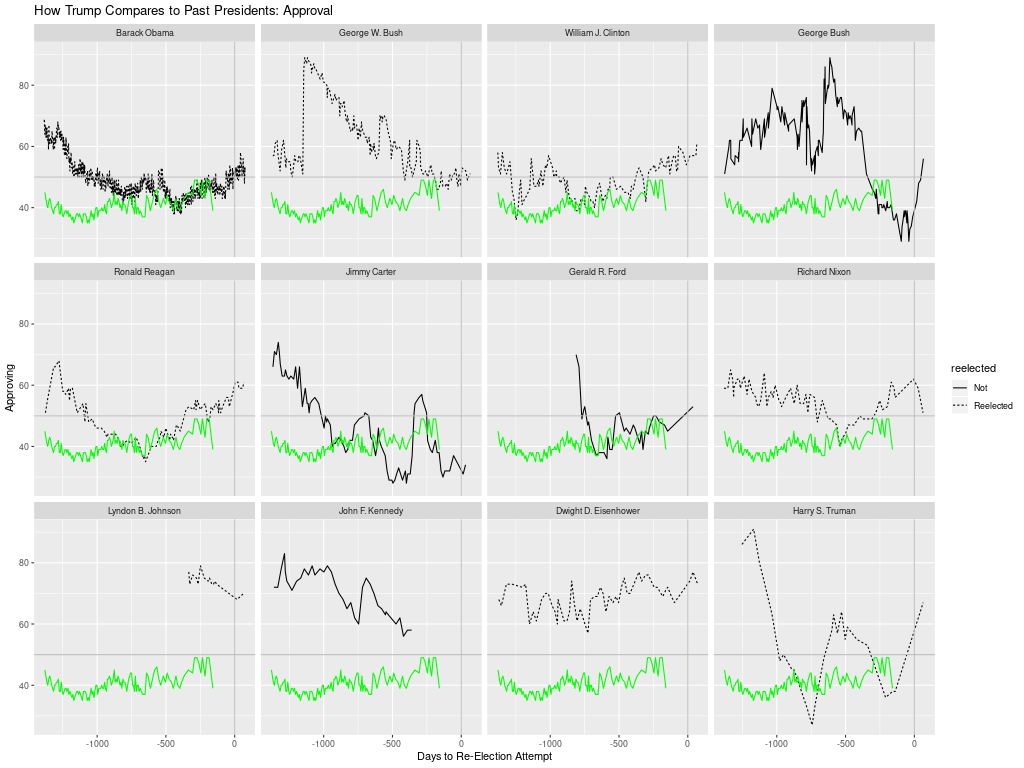 How Trump Compares to Past Presidents: Approval
Barack Obama
George W. Bush
William J. Clinton
George Bush
80
60
40
Ronald Reagan
Jimmy Carter
Gerald R. Ford
Richard Nixon
80
60
40
Approving
reelected
Not
Reelected
Lyndon B. Johnson
John F. Kennedy
Dwight D. Eisenhower
Harry S. Truman
80
60
40
-1000 -500 0 -1000 -500 0 -1000 -500 0 -1000 -500 0
Days to Re-Election Attempt